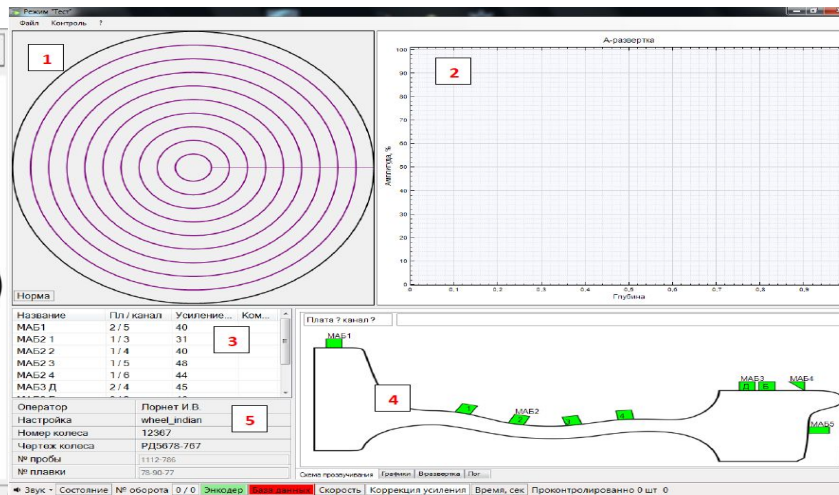 Режим "Тест"
Файл Контроль ?
1
Норма
А-развертка
2
Амплитуда, %
100
90
80
70
60
50
40
30
20
10
0
0 0,1 0,2 0,3 0,4 0,5 0,6 0,7 0,8 0,9
Глубина
Название Пл / канал Усиление... Ком...
МАБ1 2 / 5 40
МАБ2 1 1 / 3 31
МАБ2 2 1 / 4 40
МАБ2 3 1 / 5 48
МАБ2 4 1 / 6 44
МАБ3 Д 2 / 4 45
3
Оператор Лорнет И.В.
Настройка wheel_indian
Номер колеса 12367
Чертеж колеса РД5678-767
№ пробы 1112-786
№ плавки 78-90-77
5
Плата ? канал ?
МАБ1
4
1
МАБ2
2
3
4
МАБ3
Д Б
МАБ4
МАБ5
Схема прозвучивания Графики В-развертка Лог...
Звук Состояние № оборота 0 / 0 Энкодер База данных Скорость Коррекция усиления Время, сек Проконтролированно 0 шт 0